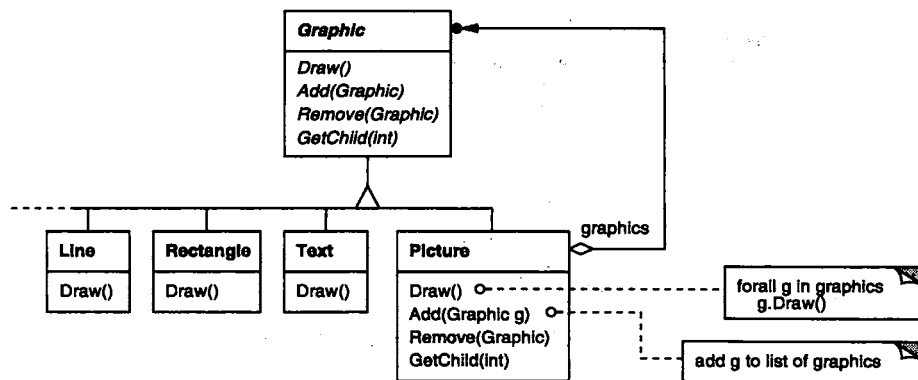 Graphic
Draw()
Add(Graphic)
Remove(Graphic)
GetChild(int)
graphics
Line
Draw()
Rectangle
Draw()
Text
Draw()
Picture
Draw()
Add(Graphic g)
Remove(Graphic)
GetChild(int)
forall g in graphics
g.Draw()
add g to list of graphics